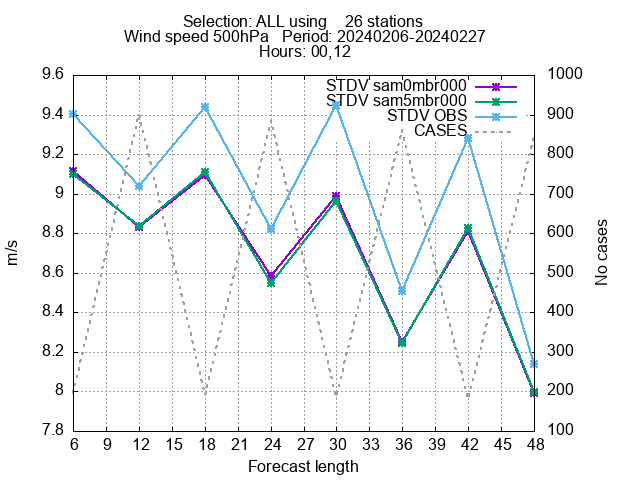 Selection: ALL using    26 stations
Wind speed 500hPa   Period: 20240206-20240227
Hours: 00,12
STDV sam0mbr000
STDV sam5mbr000
STDV OBS
CASES
9.6
9.4
9.2
9
8.8
8.6
8.4
8.2
8
7.8
m/s
1000
900
800
700
600
500
400
300
200
100
No cases
6 9 12 15 18 21 24 27 30 33 36 39 42 45 48
Forecast length